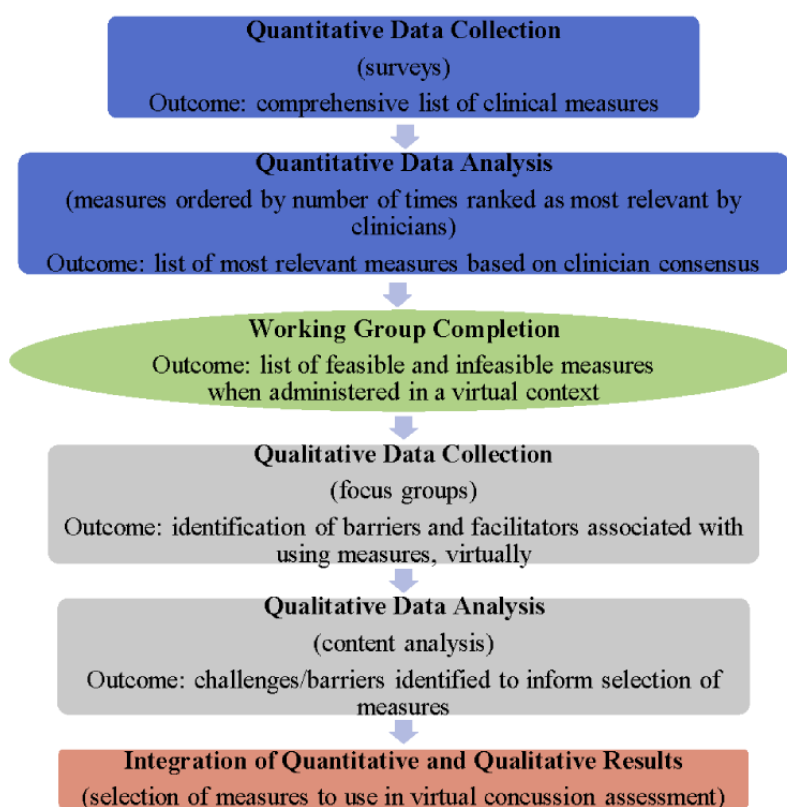 Quantitative Data Collection
(surveys)
Outcome: comprehensive list of clinical measures
Quantitative Data Analysis
(measures ordered by number of times ranked as most relevant by
clinicians)
Outcome: list of most relevant measures based on clinician consensus
Working Group Completion
Outcome: list of feasible and infeasible measures
when administered in a virtual context
Qualitative Data Collection
(focus groups)
Outcome: identification of barriers and facilitators associated with
using measures, virtually
Qualitative Data Analysis
(content analysis)
Outcome: challenges/barriers identified to inform selection of
measures
Integration of Quantitative and Qualitative Results
(selection of measures to use in virtual concussion assessment)